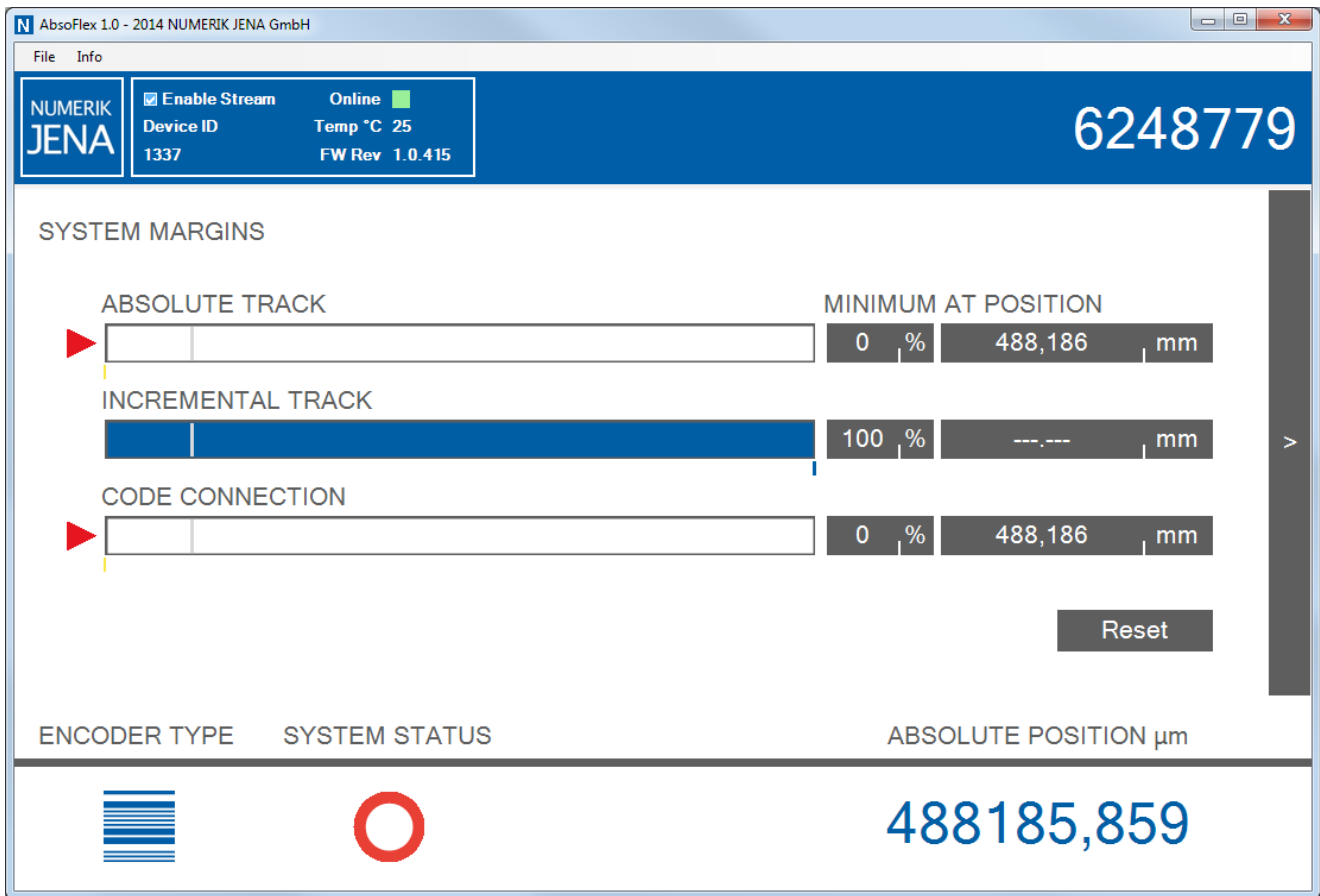 N AbsoFlex 1.0 - 2014 NUMERIK JENA GmbH
File Info
NUMERIK
JENA
Enable Stream Online
Device ID Temp °C 25
1337 FW Rev 1.0.415
6248779
SYSTEM MARGINS
ABSOLUTE TRACK MINIMUM AT POSITION
0 % 488,186 mm
INCREMENTAL TRACK
100 % ---.--- mm
>
CODE CONNECTION
0 % 488,186 mm
Reset
ENCODER TYPE SYSTEM STATUS ABSOLUTE POSITION µm
488185,859